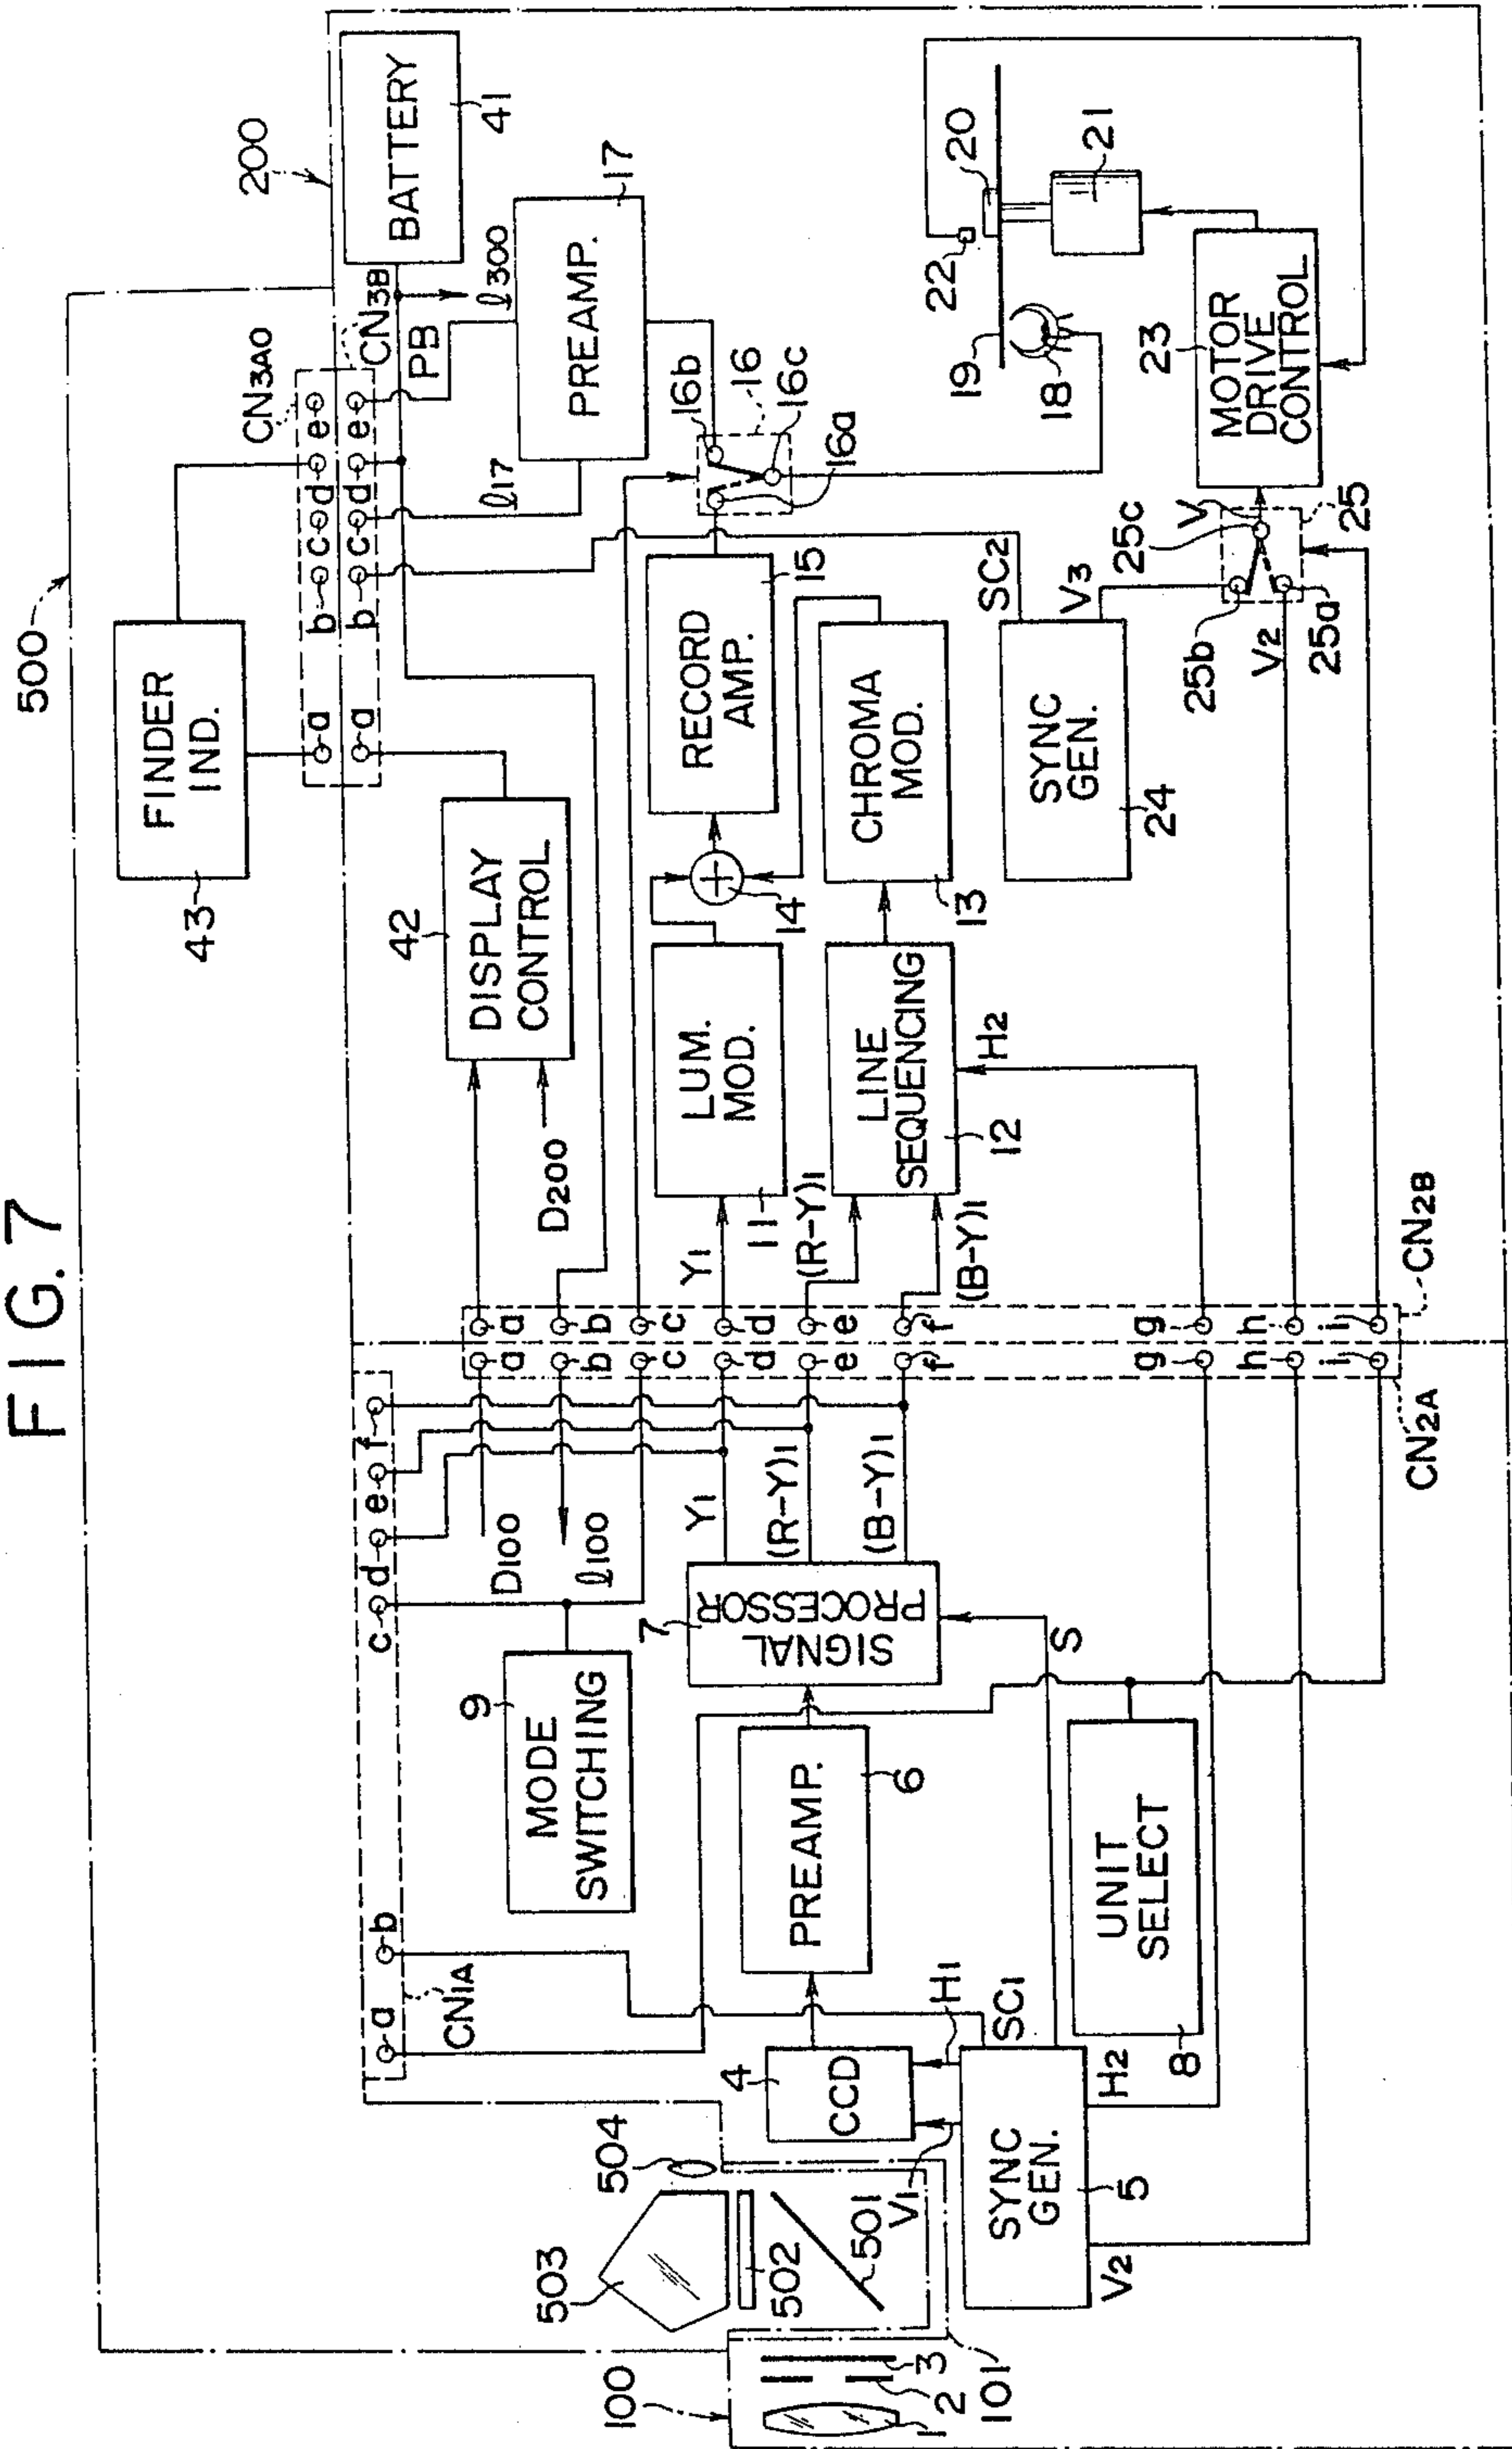 FIG. 7
500
200
43
FINDER
IND.
CN3A0
a
b
c
d
e
a
b
c
d
e
CN3B
BATTERY
41
PB
l300
l17
PREAMP.
17
42
DISPLAY
CONTROL
D200
16b
16
16c
16a
RECORD
AMP.
15
14
LUM.
MOD.
11
CHROMA
MOD.
13
LINE
SEQUENCING
12
H2
Y1
(R-Y)1
(B-Y)1
SYNC
GEN.
24
SC2
V3
V2
V
25b
25a
25c
25
MOTOR
DRIVE
CONTROL
23
18
19
20
21
22
CN2B
CN2A
a
b
c
d
e
f
g
h
i
a
b
c
d
e
f
g
h
i
a
b
c
d
e
f
CN1A
D100
l100
9
MODE
SWITCHING
Y1
(R-Y)1
(B-Y)1
7
SIGNAL
PROCESSOR
PREAMP.
6
S
UNIT
SELECT
8
4
CCD
H1
SC1
V1
SYNC
GEN.
5
H2
V2
503
504
502
501
100
1
2
3
101